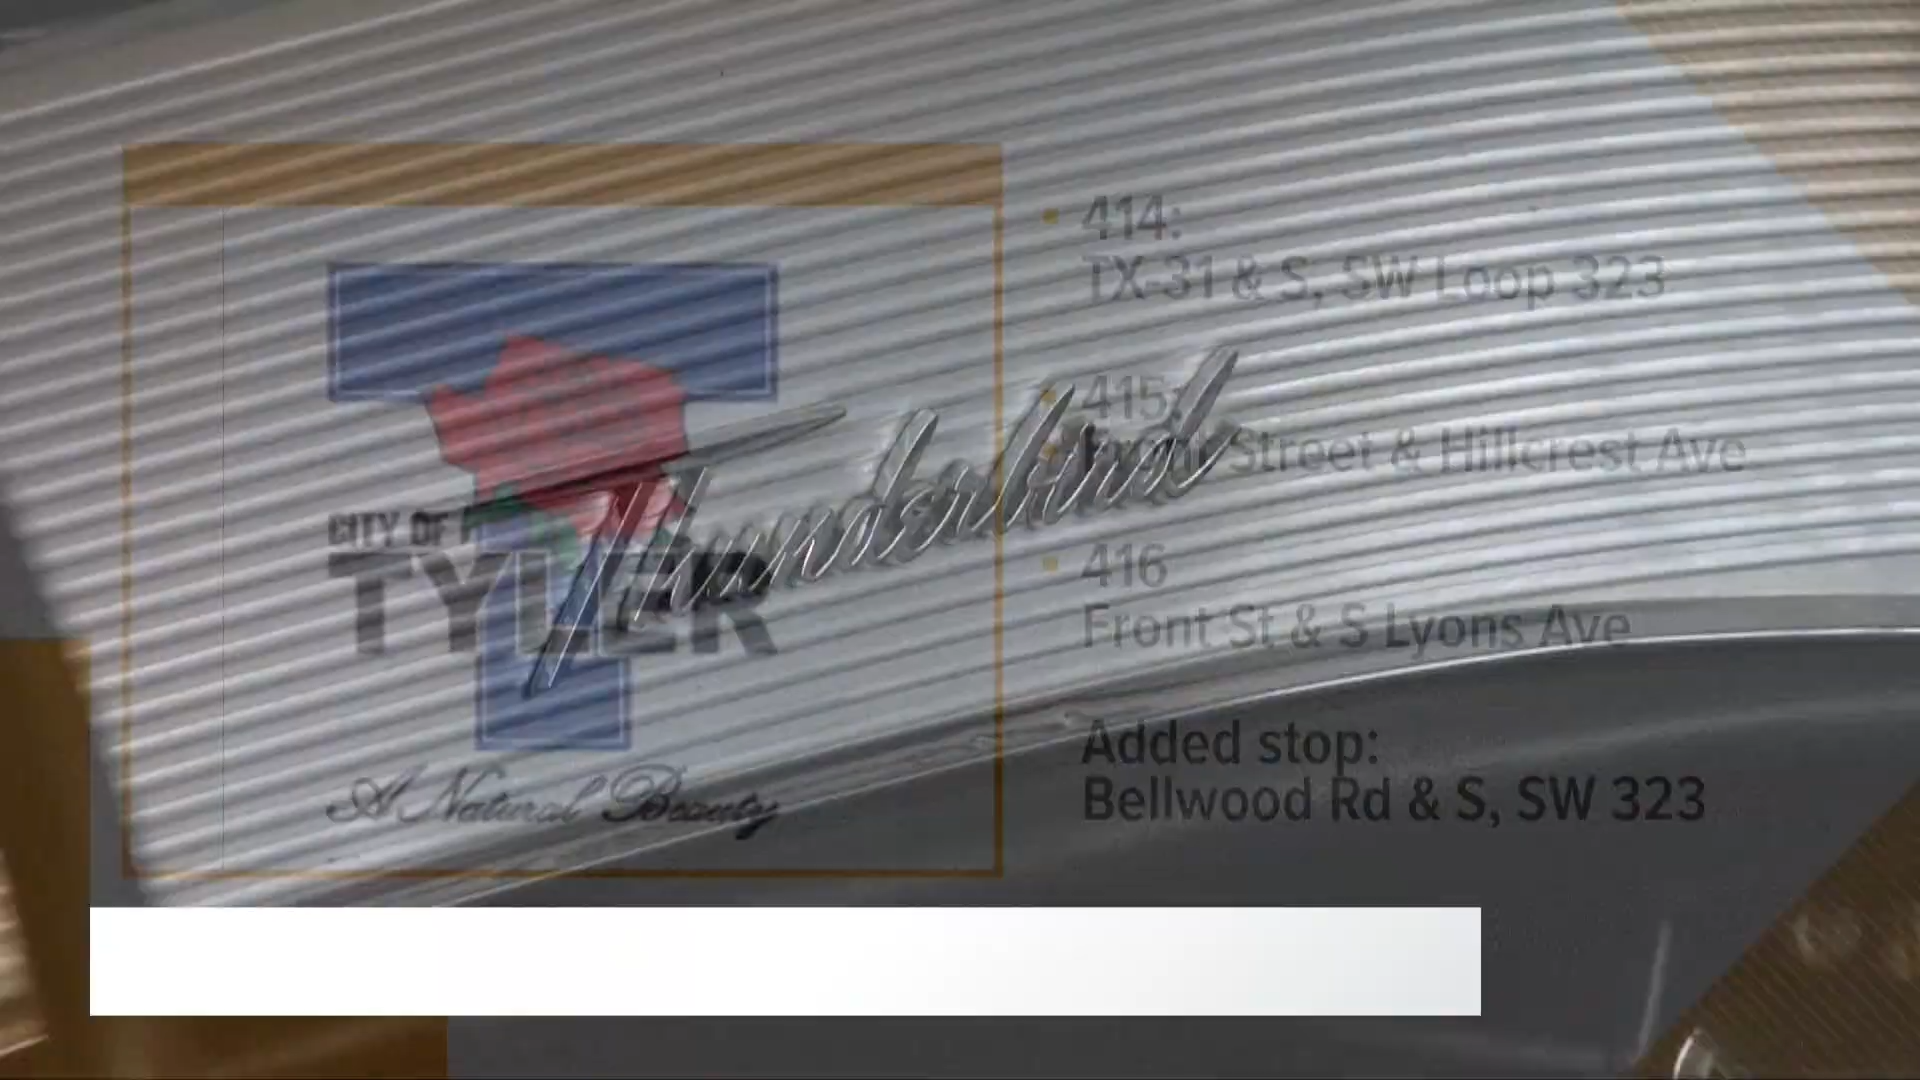 CITY OF
TYLER
A Natural Beauty
Thunderbird
414:
TX-31 & S, SW Loop 323
415:
Front Street & Hillcrest Ave
416
Front St & S Lyons Ave
Added stop:
Bellwood Rd & S, SW 323